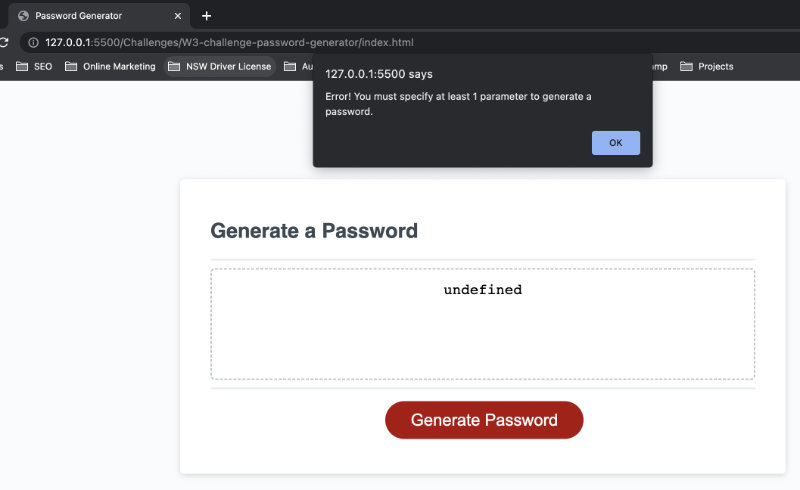 Password Generator
127.0.0.1:5500/Challenges/W3-challenge-password-generator/index.html
s SEO Online Marketing NSW Driver License Au mp Projects
127.0.0.1:5500 says
Error! You must specify at least 1 parameter to generate a
password.
OK
Generate a Password
undefined
Generate Password